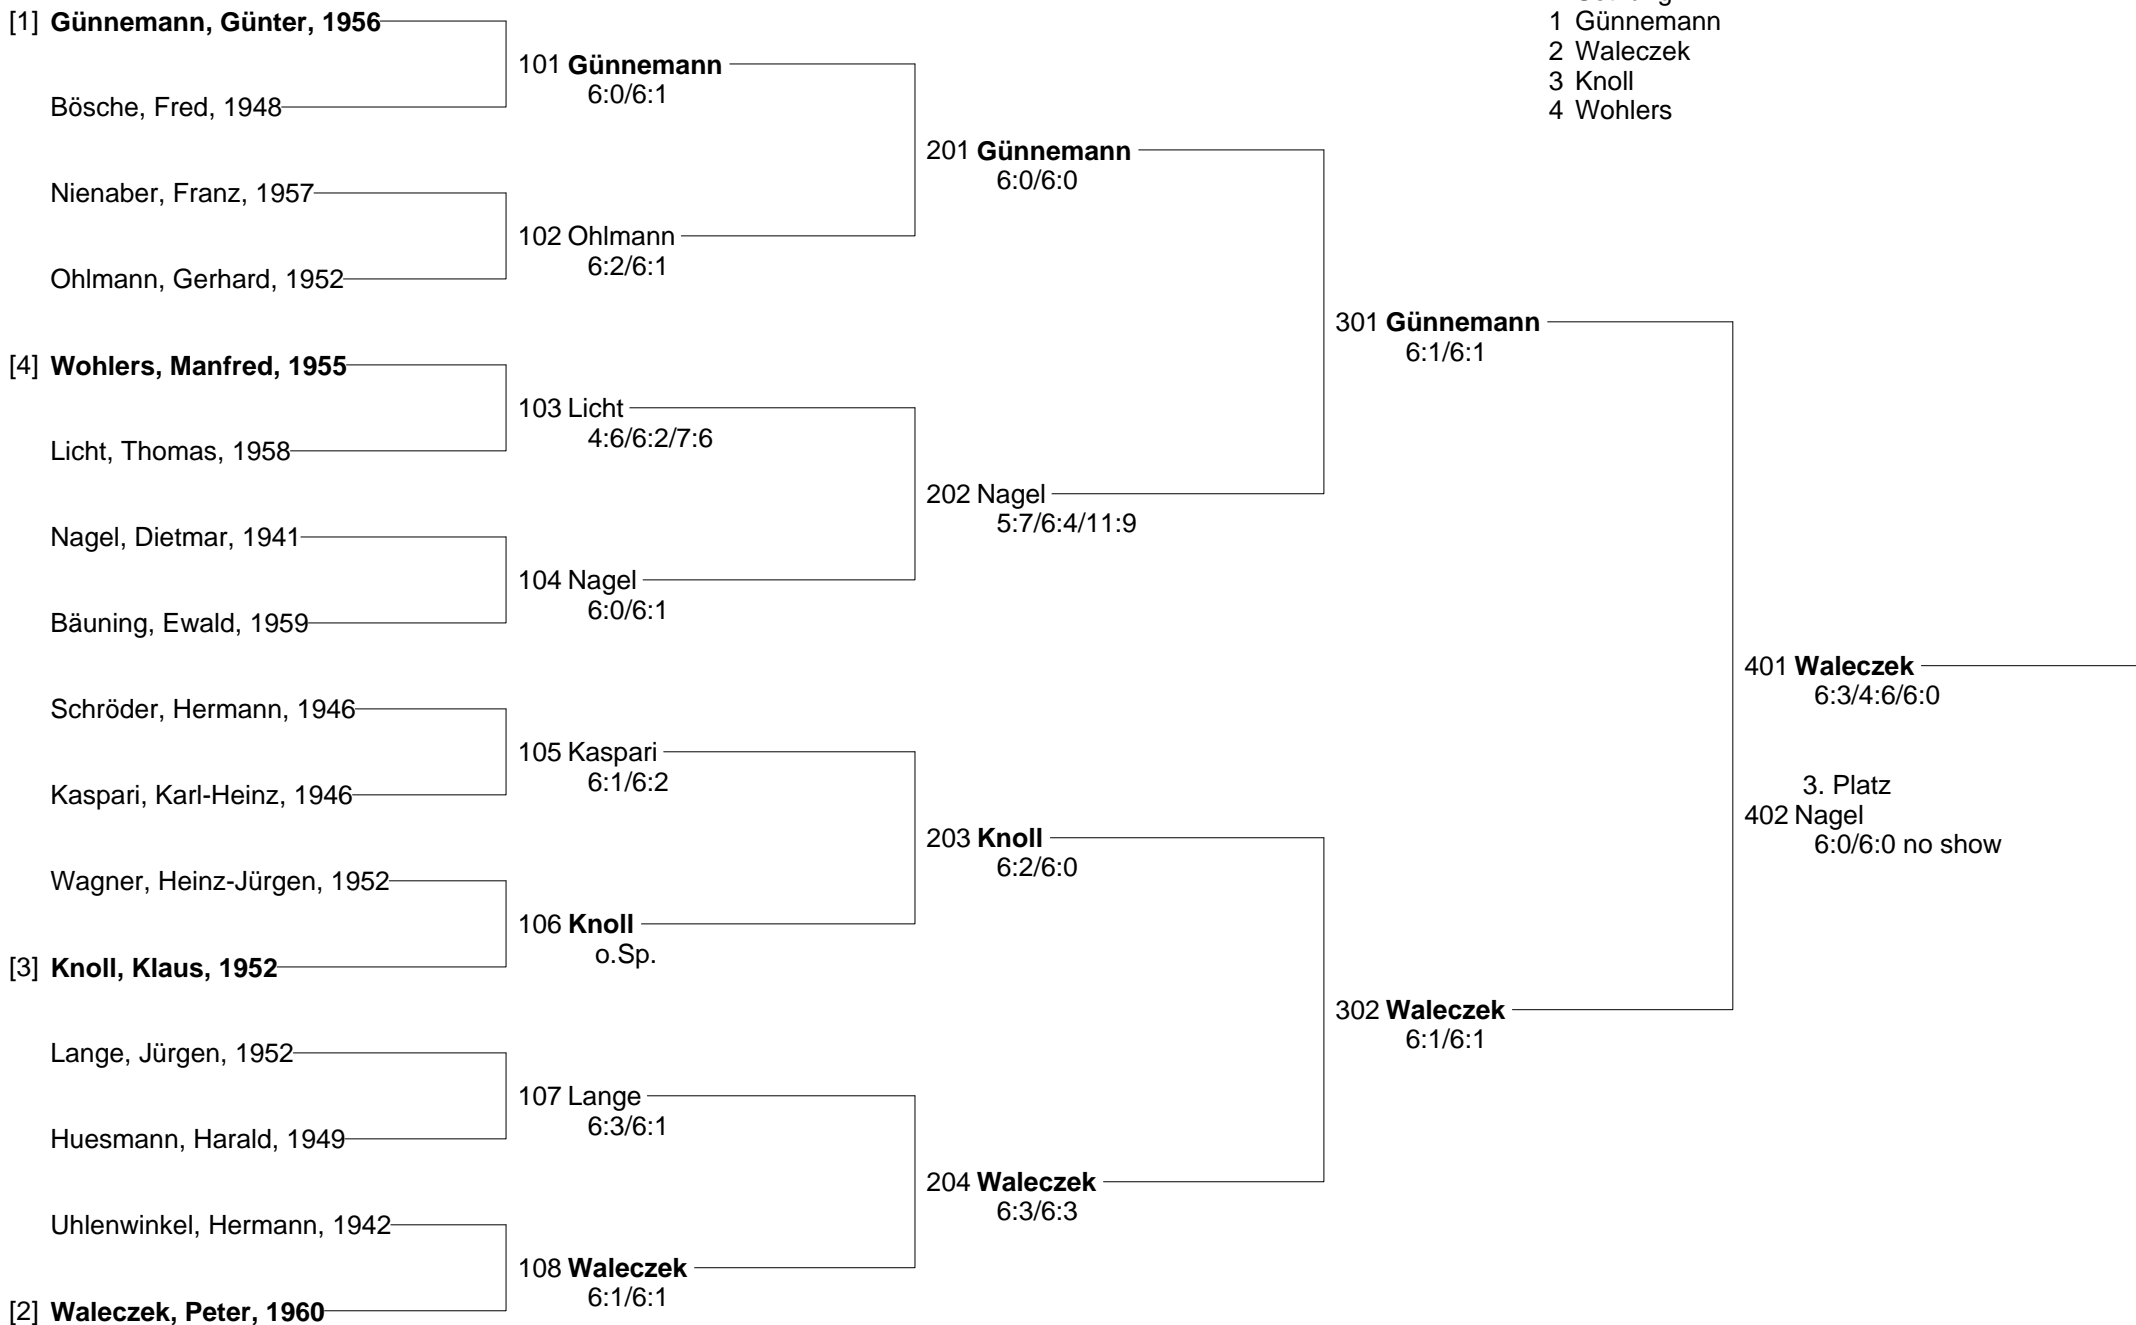 [1] Günnemann, Günter, 1956
Bösche, Fred, 1948
Nienaber, Franz, 1957
Ohlmann, Gerhard, 1952
[4] Wohlers, Manfred, 1955
Licht, Thomas, 1958
Nagel, Dietmar, 1941
Bäuning, Ewald, 1959
Schröder, Hermann, 1946
Kaspari, Karl-Heinz, 1946
Wagner, Heinz-Jürgen, 1952
[3] Knoll, Klaus, 1952
Lange, Jürgen, 1952
Huesmann, Harald, 1949
Uhlenwinkel, Hermann, 1942
[2] Waleczek, Peter, 1960
101 Günnemann
6:0/6:1
102 Ohlmann
6:2/6:1
103 Licht
4:6/6:2/7:6
104 Nagel
6:0/6:1
105 Kaspari
6:1/6:2
106 Knoll
o.Sp.
107 Lange
6:3/6:1
108 Waleczek
6:1/6:1
201 Günnemann
6:0/6:0
202 Nagel
5:7/6:4/11:9
203 Knoll
6:2/6:0
204 Waleczek
6:3/6:3
301 Günnemann
6:1/6:1
302 Waleczek
6:1/6:1
1 Günnemann
2 Waleczek
3 Knoll
4 Wohlers
401 Waleczek
6:3/4:6/6:0
3. Platz
402 Nagel
6:0/6:0 no show